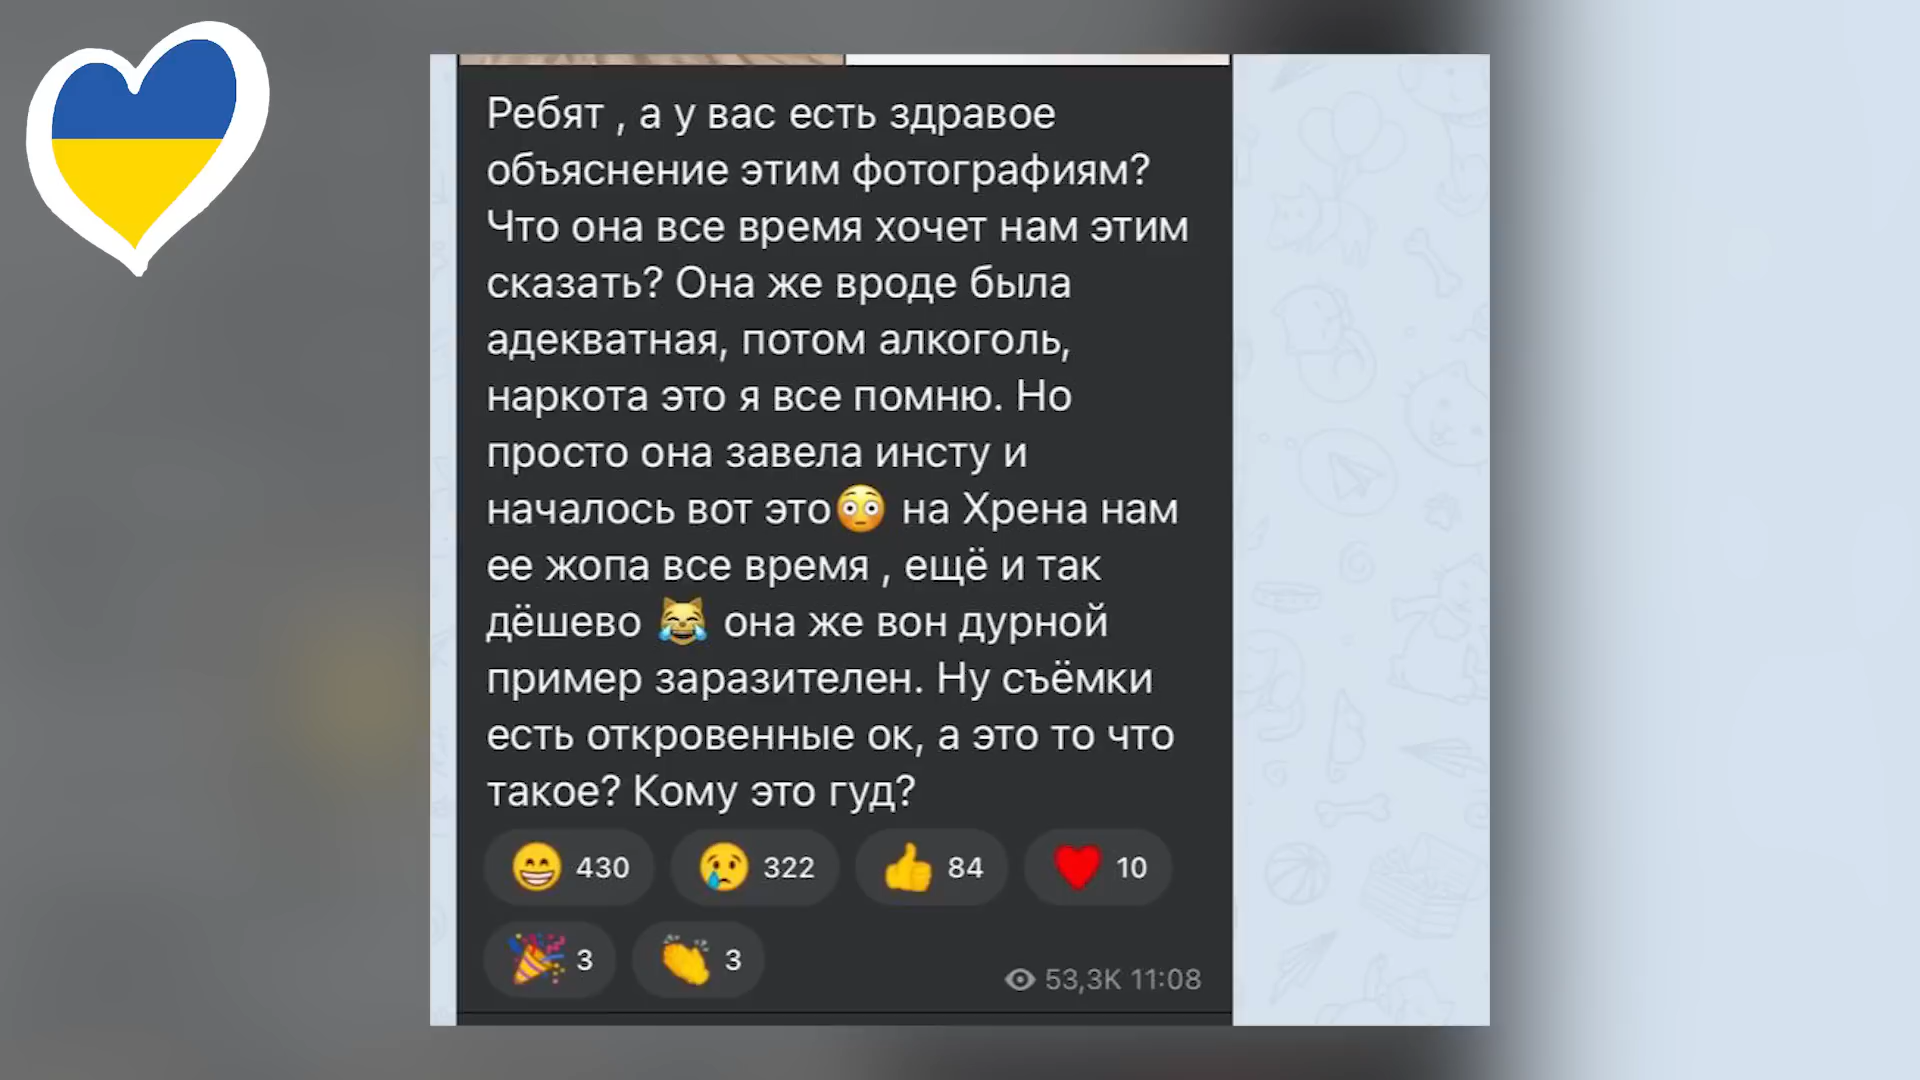 Ребят , а у вас есть здравое
объяснение этим фотографиям?
Что она все время хочет нам этим
сказать? Она же вроде была
адекватная, потом алкоголь,
наркота это я все помню. Но
просто она завела инсту и
началось вот это😳 на Хрена нам
ее жопа все время , ещё и так
дёшево 😹 она же вон дурной
пример заразителен. Ну съёмки
есть откровенные ок, а это то что
такое? Кому это гуд?
😁 430 😢 322 👍 84 ❤️ 10
🎉 3 👏 3
53,3K 11:08